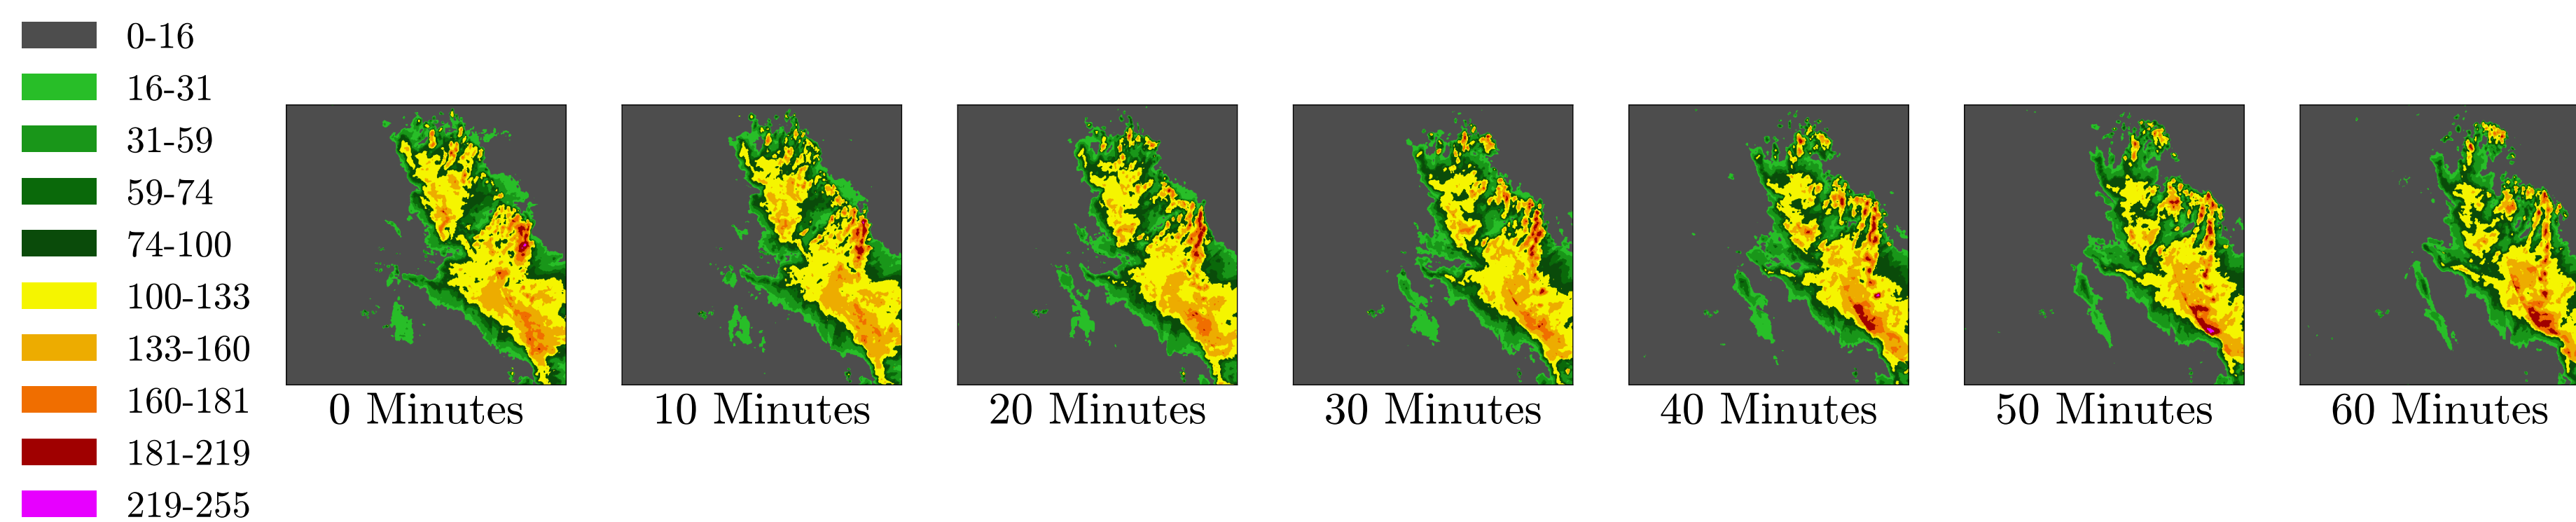 0-16
16-31
31-59
59-74
74-100
100-133
133-160
160-181
181-219
219-255
0 Minutes
10 Minutes
20 Minutes
30 Minutes
40 Minutes
50 Minutes
60 Minutes